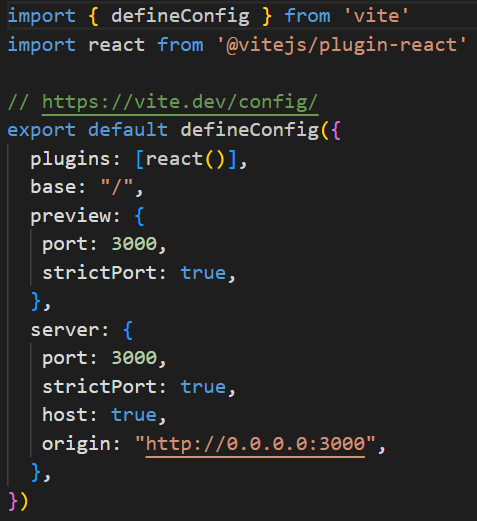 import { defineConfig } from 'vite'
import react from '@vitejs/plugin-react'

// https://vite.dev/config/
export default defineConfig({
  plugins: [react()],
  base: "/",
  preview: {
   port: 3000,
   strictPort: true,
  },
  server: {
   port: 3000,
   strictPort: true,
   host: true,
   origin: "http://0.0.0.0:3000",
  },
})